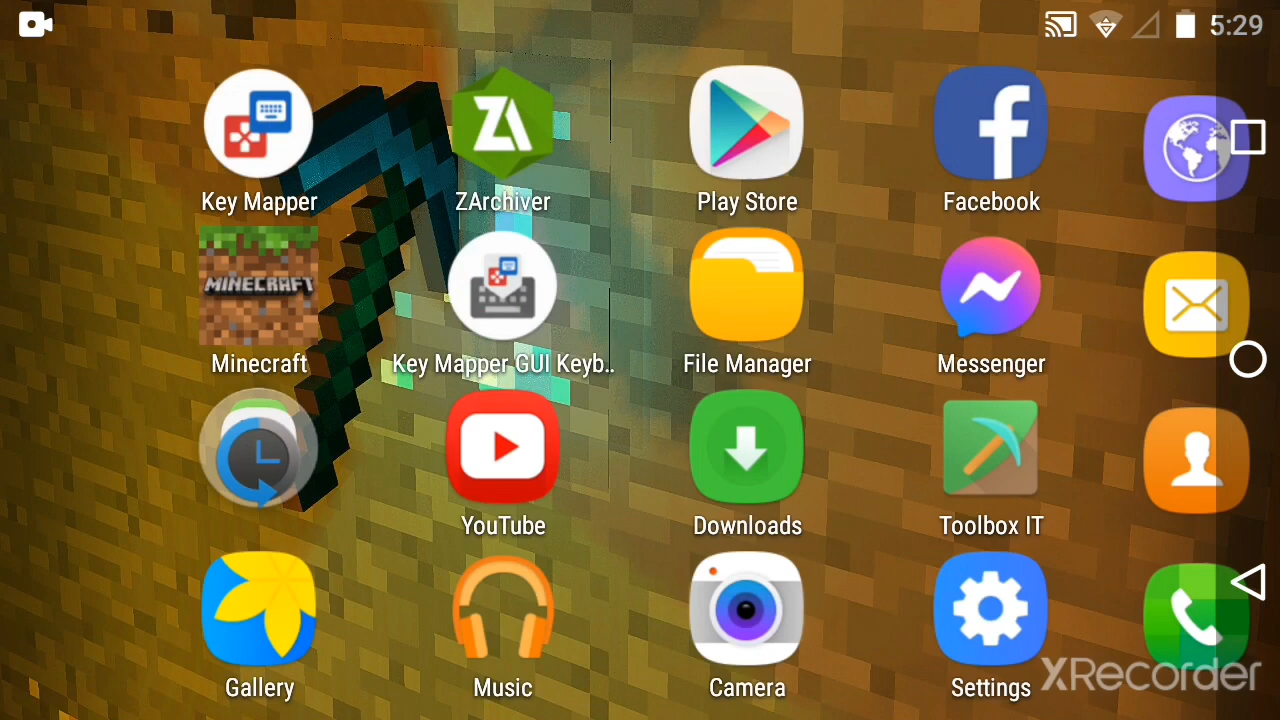 5:29
Key Mapper
ZArchiver
Play Store
Facebook
MINECRAFT
Minecraft
Key Mapper GUI Keyb..
File Manager
Messenger
YouTube
Downloads
Toolbox IT
Gallery
Music
Camera
Settings
XRecorder